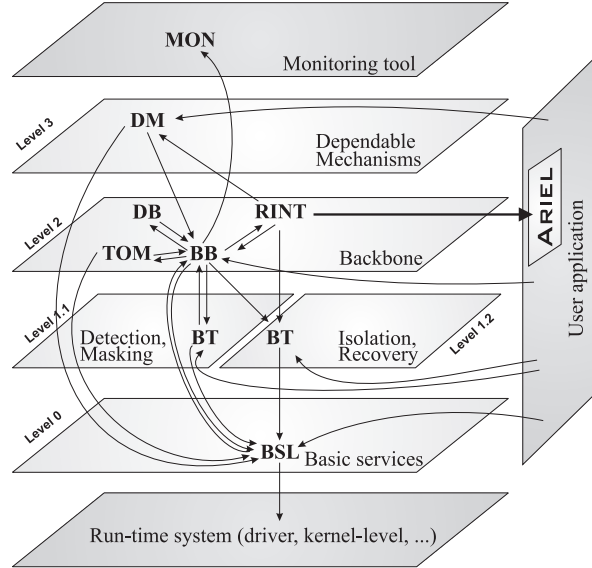 MON
Monitoring tool
Level 3
DM
Dependable
Mechanisms
ARIEL
Level 2
DB
RINT
TOM
BB
Backbone
User application
Level 1.1
Detection,
Masking
BT
BT
Isolation,
Recovery
Level 1.2
Level 0
BSL
Basic services
Run-time system (driver, kernel-level, ...)